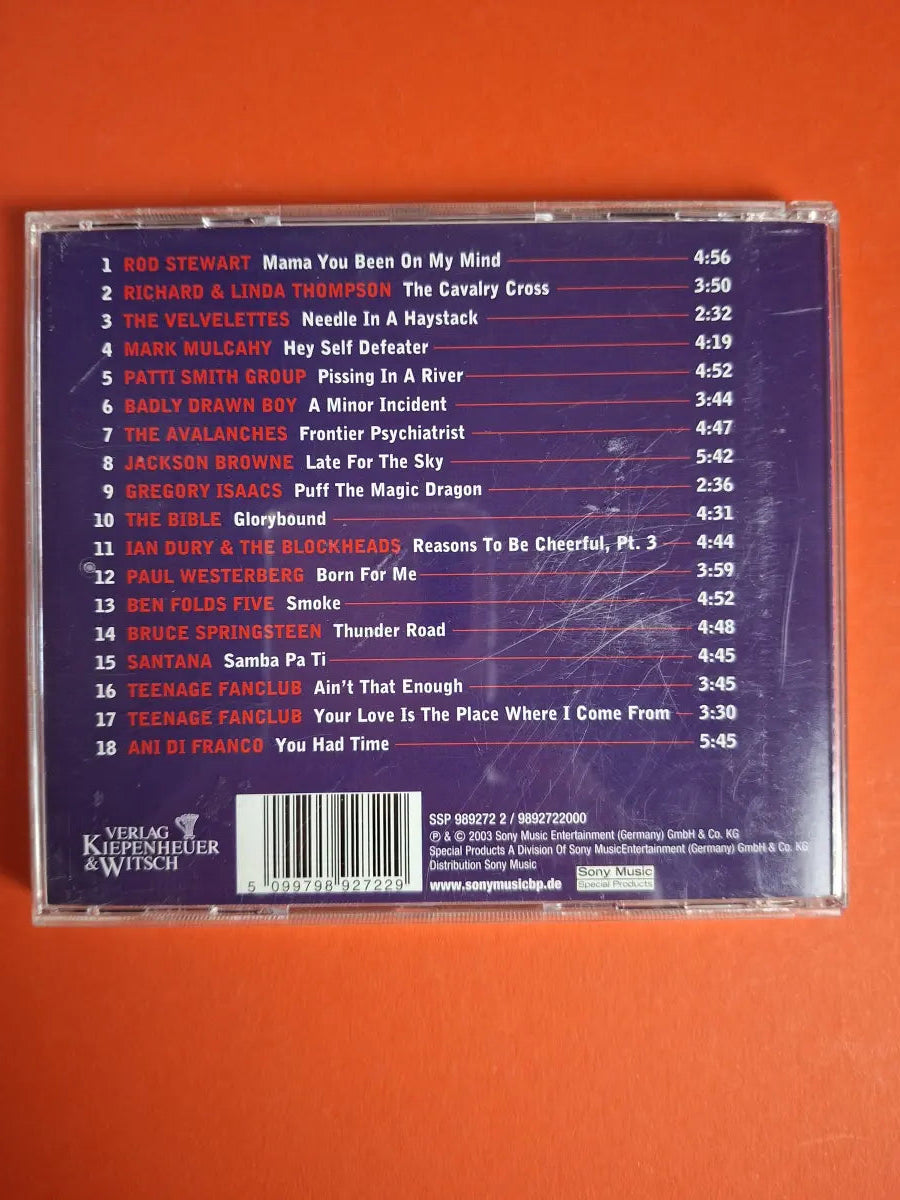 1 ROD STEWART Mama You Been On My Mind 4:56
2 RICHARD & LINDA THOMPSON The Cavalry Cross 3:50
3 THE VELVELETTES Needle In A Haystack 2:32
4 MARK MULCAHY Hey Self Defeater 4:19
5 PATTI SMITH GROUP Pissing In A River 4:52
6 BADLY DRAWN BOY A Minor Incident 3:44
7 THE AVALANCHES Frontier Psychiatrist 4:47
8 JACKSON BROWNE Late For The Sky 5:42
9 GREGORY ISAACS Puff The Magic Dragon 2:36
10 THE BIBLE Glorybound 4:31
11 IAN DURY & THE BLOCKHEADS Reasons To Be Cheerful, Pt. 3 4:44
12 PAUL WESTERBERG Born For Me 3:59
13 BEN FOLDS FIVE Smoke 4:52
14 BRUCE SPRINGSTEEN Thunder Road 4:48
15 SANTANA Samba Pa Ti 4:45
16 TEENAGE FANCLUB Ain't That Enough 3:45
17 TEENAGE FANCLUB Your Love Is The Place Where I Come From 3:30
18 ANI DI FRANCO You Had Time 5:45
VERLAG
KIEPENHEUER
& WITSCH
5 099798 927229
SSP 989272 2 / 9892722000
℗ & © 2003 Sony Music Entertainment (Germany) GmbH & Co. KG
Special Products A Division Of Sony MusicEntertainment (Germany) GmbH & Co. KG
Distribution Sony Music
www.sonymusicbp.de
Sony Music
Special Products